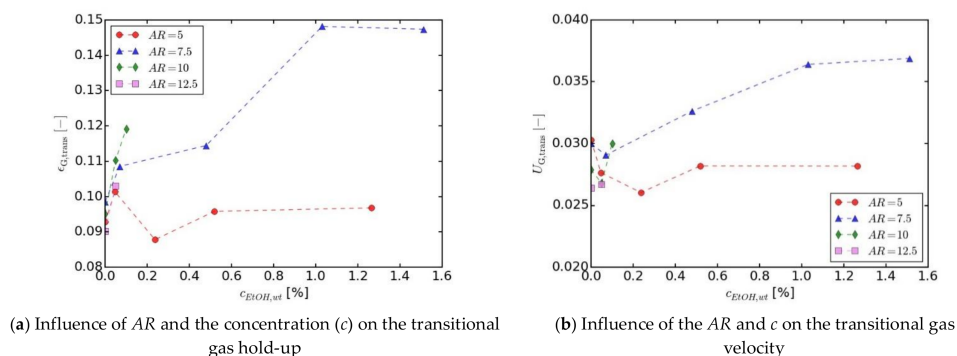 0.15
0.14
0.13
0.12
0.11
0.10
0.09
0.08
ϵG,trans [−]
AR=5
AR=7.5
AR=10
AR=12.5
0.0 0.2 0.4 0.6 0.8 1.0 1.2 1.4 1.6
cEtOH,wt [%]
(a) Influence of AR and the concentration (c) on the transitional
gas hold-up
0.040
0.035
0.030
0.025
0.020
UG,trans [−]
AR=5
AR=7.5
AR=10
AR=12.5
0.0 0.2 0.4 0.6 0.8 1.0 1.2 1.4 1.6
cEtOH,wt [%]
(b) Influence of the AR and c on the transitional gas
velocity